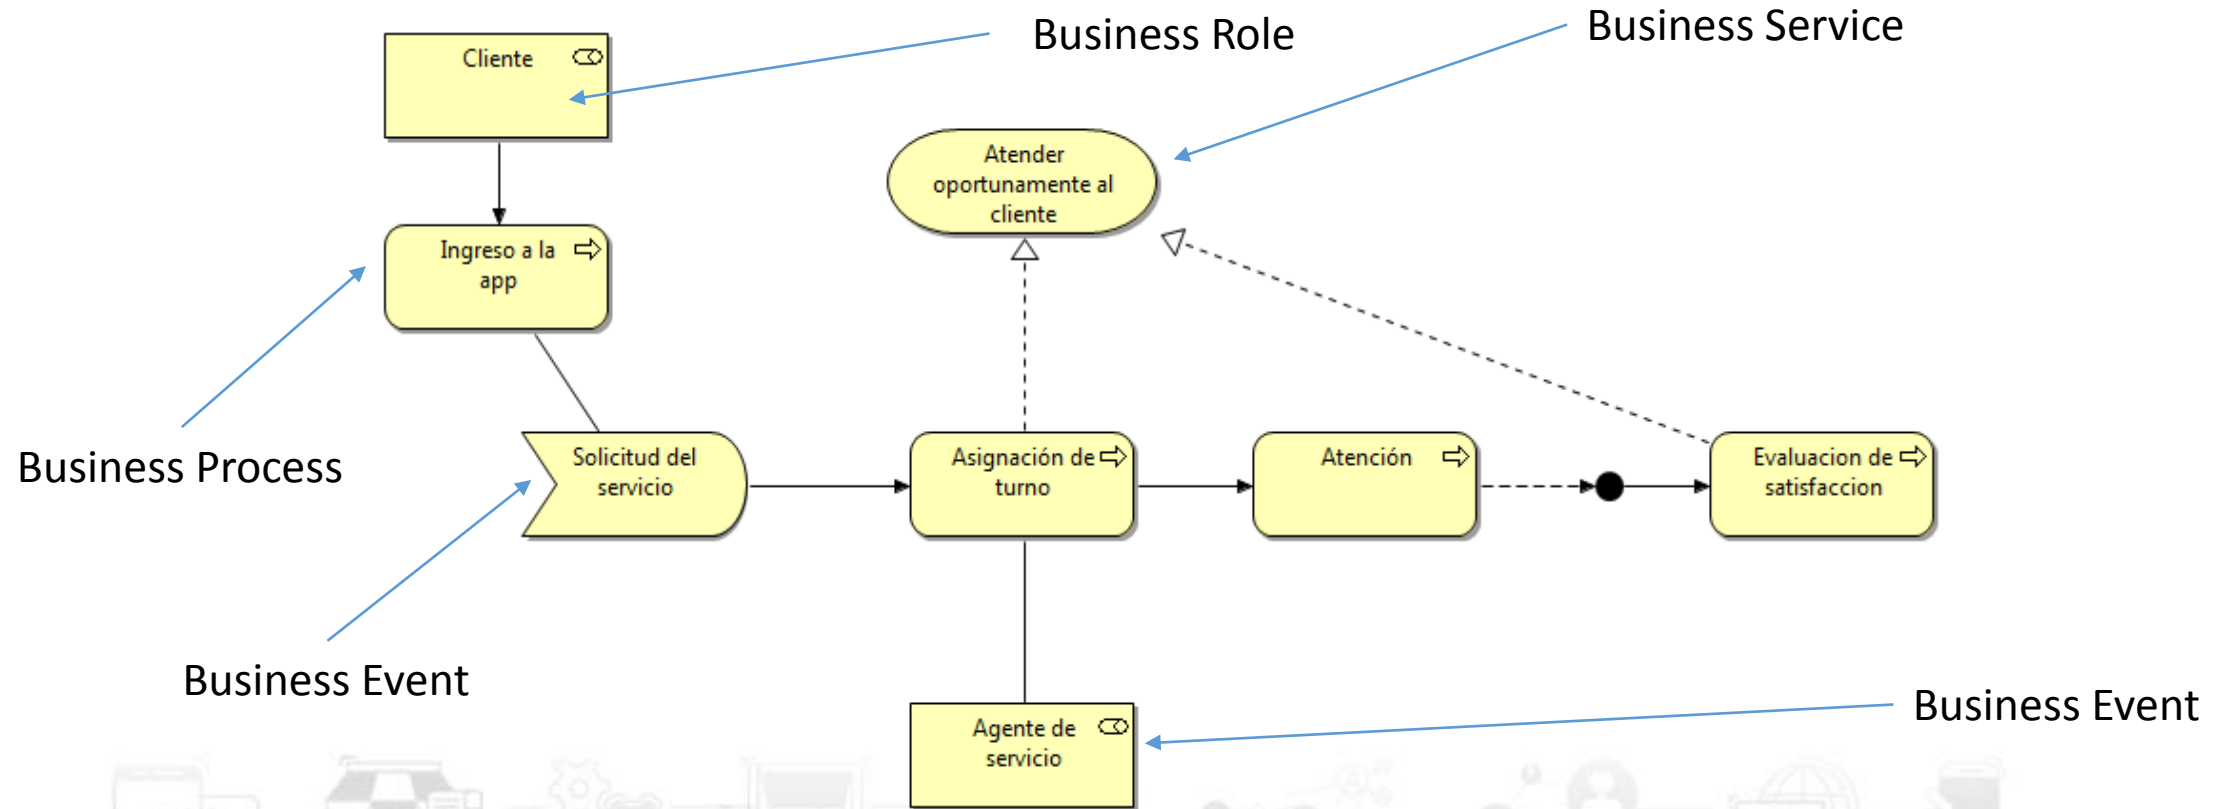 Business Role
Business Service
Cliente
Atender
oportunamente al
cliente
Ingreso a la
app
Business Process
Solicitud del
servicio
Asignación de
turno
Atención
Evaluacion de
satisfaccion
Business Event
Business Event
Agente de
servicio